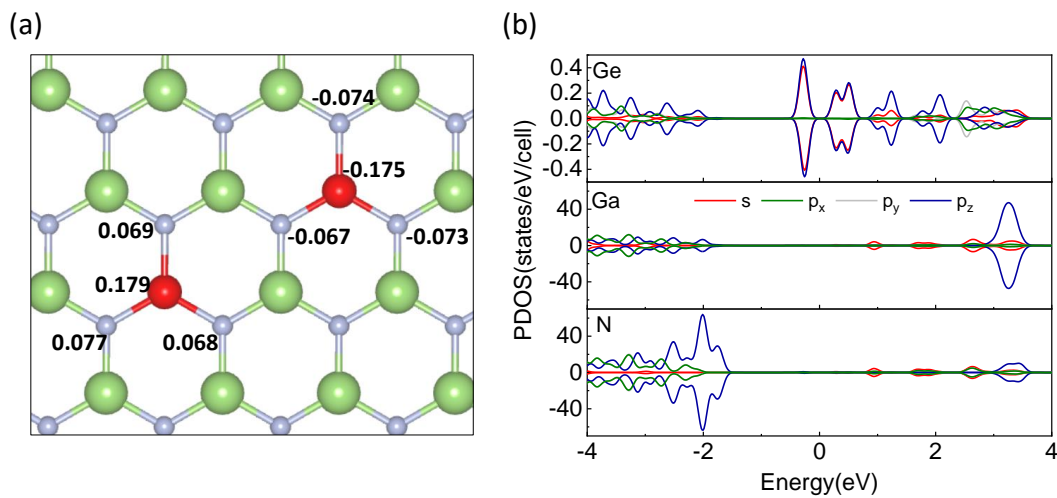 (a)
-0.074
-0.175
0.069
-0.067
-0.073
0.179
0.077
0.068
(b)
PDOS(states/eV/cell)
Ge
0.4
0.2
0.0
-0.2
-0.4
Ga
s
px
py
pz
40
0
-40
N
40
0
-40
-4
-2
0
2
4
Energy(eV)